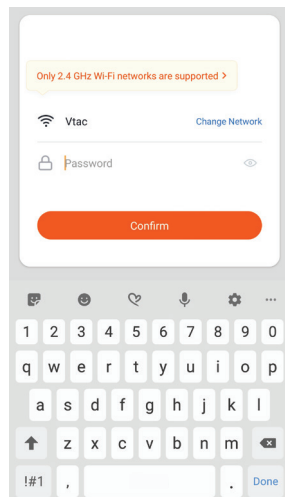 Only 2.4 GHz Wi-Fi networks are supported >
Vtac Change Network
Password
Confirm
1 2 3 4 5 6 7 8 9 0
q w e r t y u i o p
a s d f g h j k l
z x c v b n m
!#1 , . Done